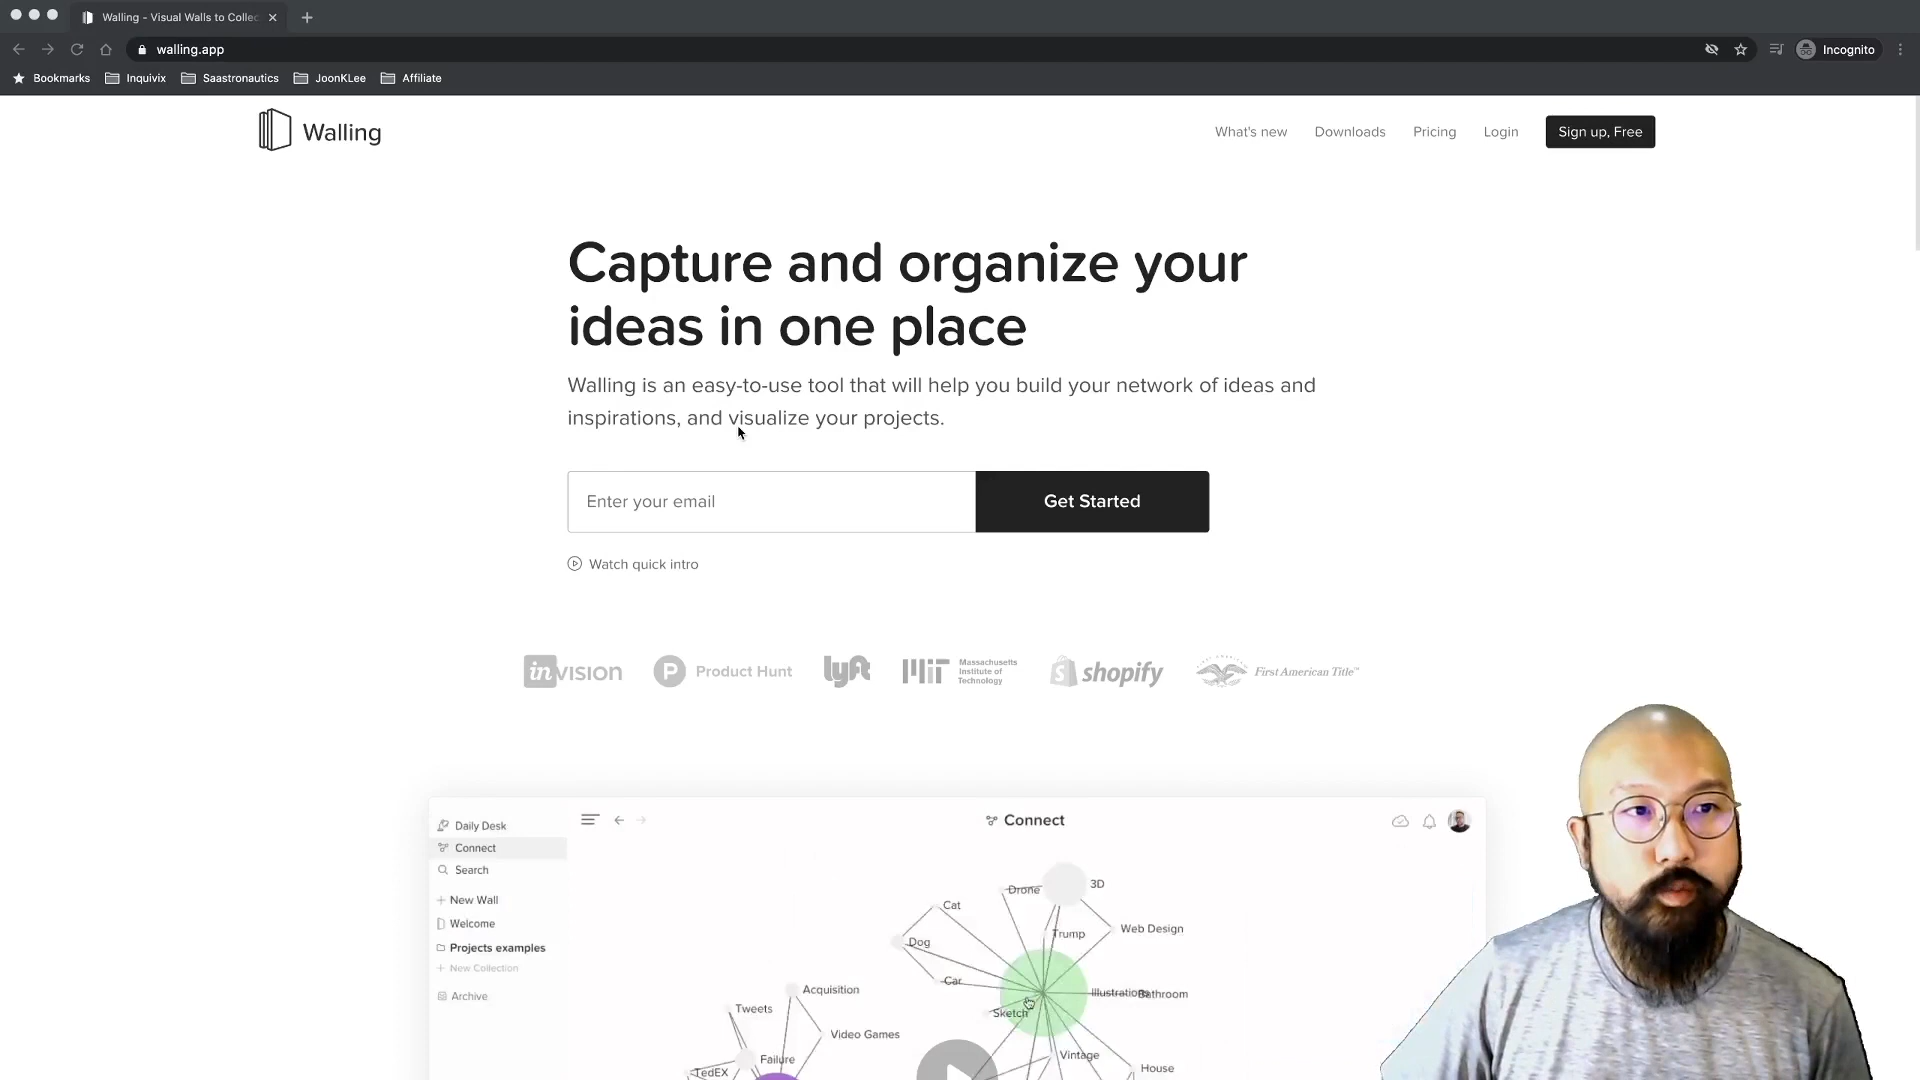 Walling - Visual Walls to Collec
walling.app
Incognito
Bookmarks
Inquivix
Saastronautics
JoonKLee
Affiliate
Walling
What's new
Downloads
Pricing
Login
Sign up, Free
Capture and organize your
ideas in one place
Walling is an easy-to-use tool that will help you build your network of ideas and
inspirations, and visualize your projects.
Enter your email
Get Started
Watch quick intro
invision
Product Hunt
lyft
MIT
Massachusetts
Institute of
Technology
shopify
First American Title™
Daily Desk
Connect
Search
New Wall
Welcome
Projects examples
New Collection
Archive
Connect
Drone
3D
Cat
Trump
Web Design
Dog
Car
Illustrations
Bathroom
Acquisition
Tweets
Sketch
Video Games
Failure
Vintage
TedEX
House